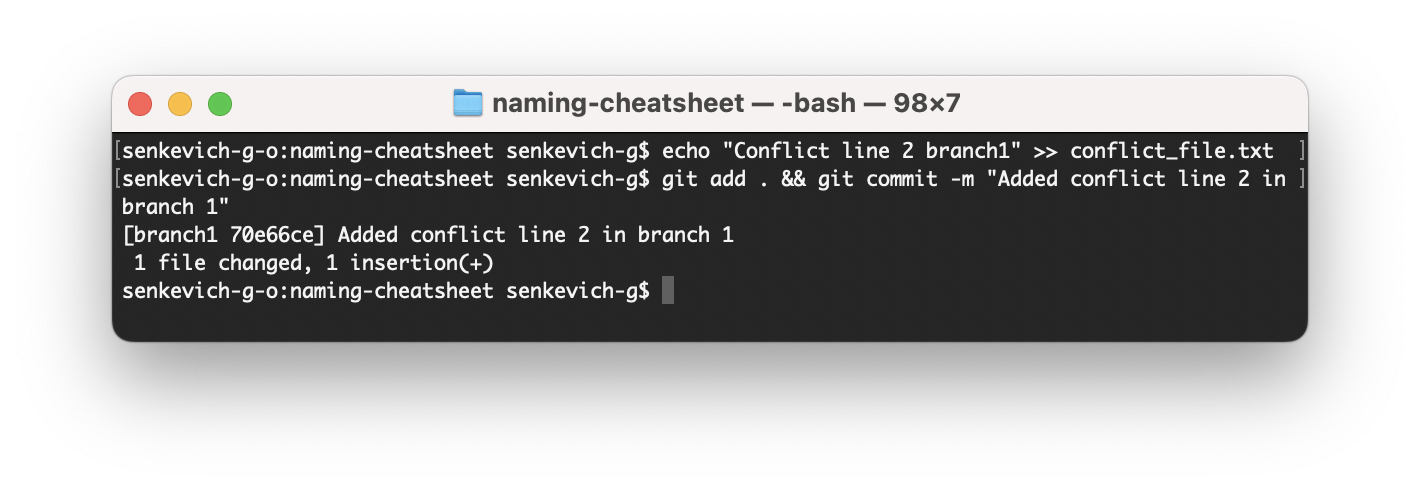 naming-cheatsheet — -bash — 98×7
[senkevich-g-o:naming-cheatsheet senkevich-g$ echo "Conflict line 2 branch1" >> conflict_file.txt ]
[senkevich-g-o:naming-cheatsheet senkevich-g$ git add . && git commit -m "Added conflict line 2 in ]
branch 1"
[branch1 70e66ce] Added conflict line 2 in branch 1
 1 file changed, 1 insertion(+)
senkevich-g-o:naming-cheatsheet senkevich-g$